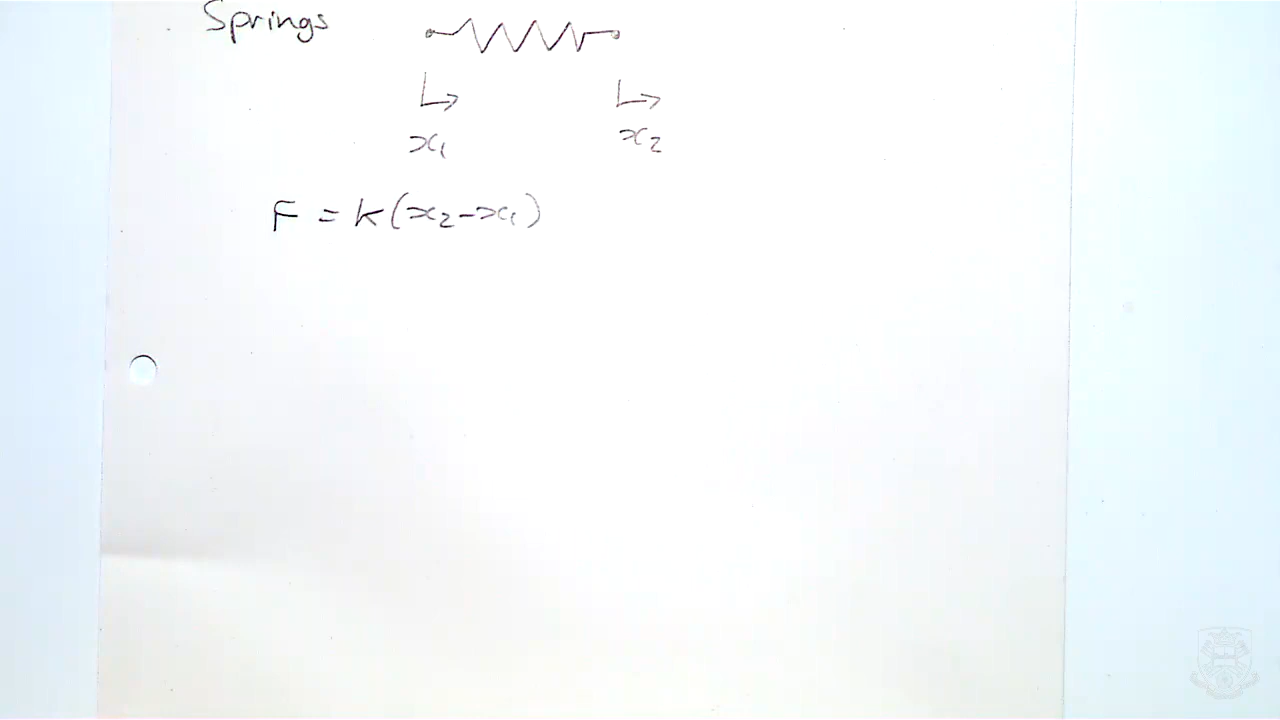 Springs
x₁ x₂
F = k(x₂-x₁)